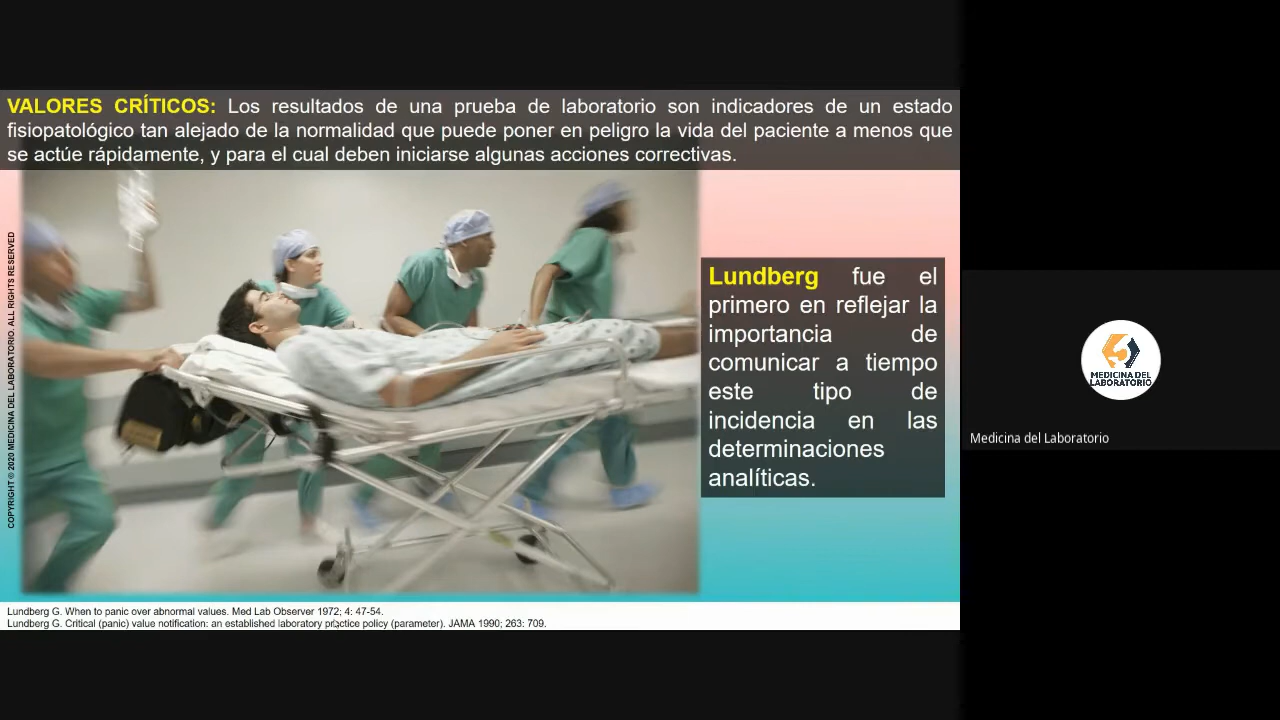 VALORES CRÍTICOS: Los resultados de una prueba de laboratorio son indicadores de un estado
fisiopatológico tan alejado de la normalidad que puede poner en peligro la vida del paciente a menos que
se actúe rápidamente, y para el cual deben iniciarse algunas acciones correctivas.
COPYRIGHT © 2020 MEDICINA DEL LABORATORIO. ALL RIGHTS RESERVED
Lundberg fue el
primero en reflejar la
importancia de
comunicar a tiempo
este tipo de
incidencia en las
determinaciones
analíticas.
Lundberg G. When to panic over abnormal values. Med Lab Observer 1972; 4: 47-54.
Lundberg G. Critical (panic) value notification: an established laboratory practice policy (parameter). JAMA 1990; 263: 709.
MEDICINA DEL
LABORATORIO
Medicina del Laboratorio